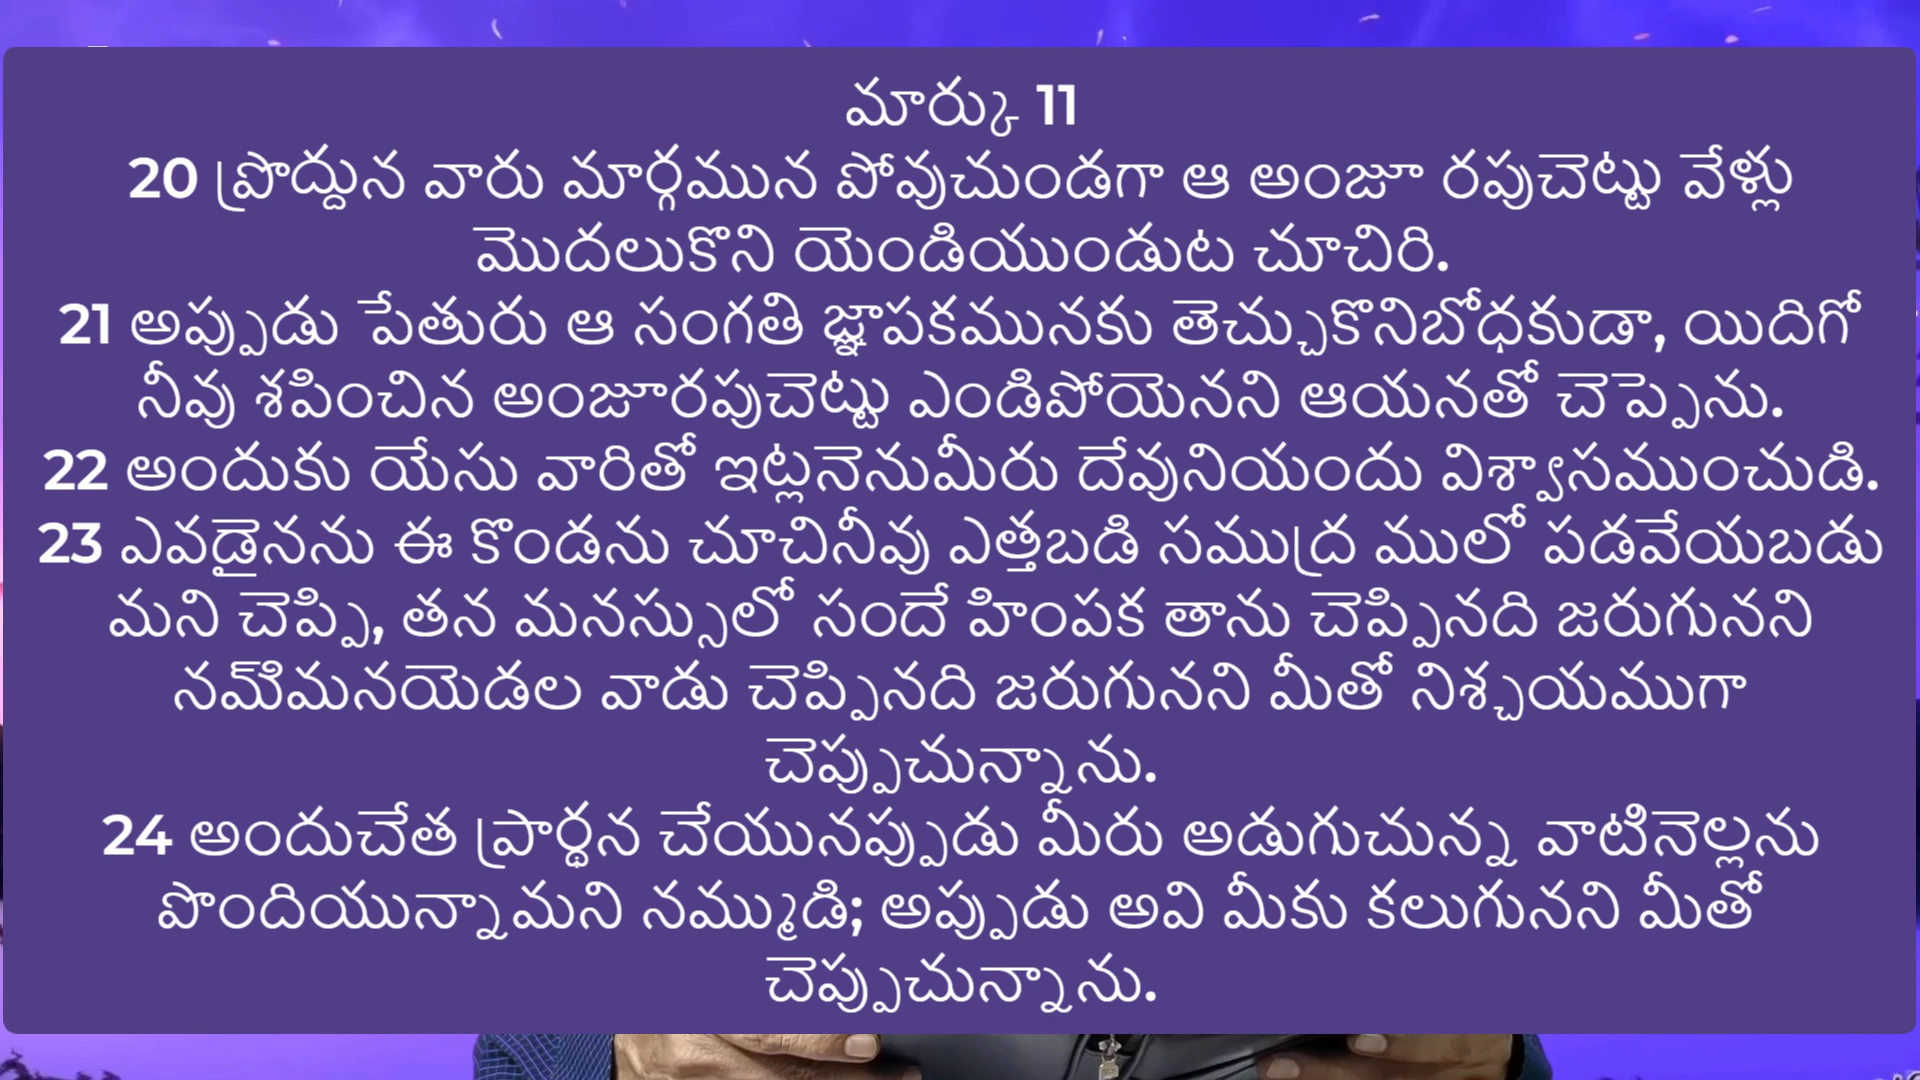 మార్కు 11
20 ప్రొద్దున వారు మార్గమున పోవుచుండగా ఆ అంజూ రపుచెట్టు వేళ్లు
మొదలుకొని యెండియుండుట చూచిరి.
21 అప్పుడు పేతురు ఆ సంగతి జ్ఞాపకమునకు తెచ్చుకొనిబోధకుడా, యిదిగో
నీవు శపించిన అంజూరపుచెట్టు ఎండిపోయెనని ఆయనతో చెప్పెను.
22 అందుకు యేసు వారితో ఇట్లనెనుమీరు దేవునియందు విశ్వాసముంచుడి.
23 ఎవడైనను ఈ కొండను చూచినీవు ఎత్తబడి సముద్ర ములో పడవేయబడు
మని చెప్పి, తన మనస్సులో సందే హింపక తాను చెప్పినది జరుగునని
నమి్మనయెడల వాడు చెప్పినది జరుగునని మీతో నిశ్చయముగా
చెప్పుచున్నాను.
24 అందుచేత ప్రార్థన చేయునప్పుడు మీరు అడుగుచున్న వాటినెల్లను
పొందియున్నామని నమ్ముడి; అప్పుడు అవి మీకు కలుగునని మీతో
చెప్పుచున్నాను.